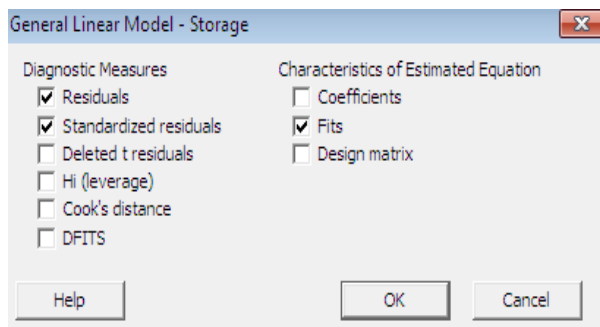 General Linear Model - Storage
Diagnostic Measures
Residuals
Standardized residuals
Deleted t residuals
Hi (leverage)
Cook's distance
DFITS
Characteristics of Estimated Equation
Coefficients
Fits
Design matrix
Help
OK
Cancel